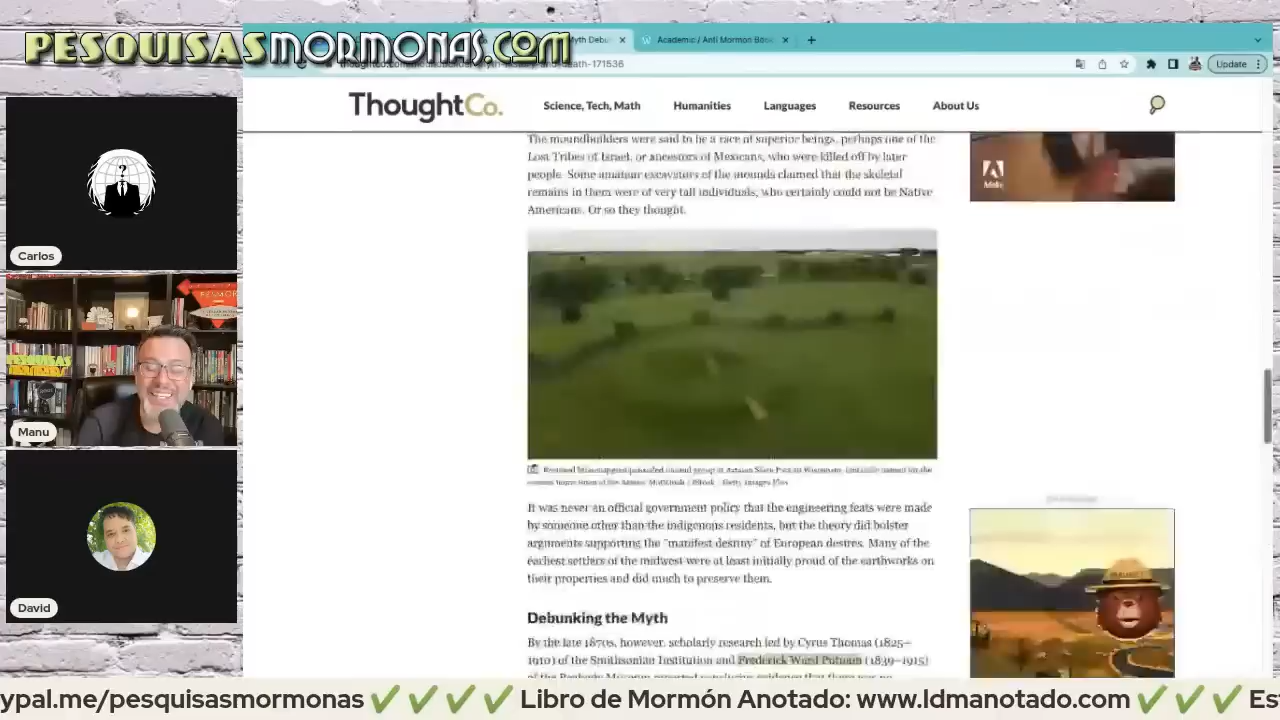 PESQUISASMORMONAS.COM
Myth Debu
Academic / Anti Mormon Book
Update
ThoughtCo.
Science, Tech, Math
Humanities
Languages
Resources
About Us
The moundbuilders were said to be a race of superior beings, perhaps one of the
Lost Tribes of Israel, or ancestors of Mexicans, who were killed off by later
people. Some amateur excavators of the mounds claimed that the skeletal
remains in them were of very tall individuals, who certainly could not be Native
Americans. Or so they thought.
Adobe
Carlos
Manu
David
It was never an official government policy that the engineering feats were made
by someone other than the indigenous residents, but the theory did bolster
arguments supporting the "manifest destiny" of European desires. Many of the
earliest settlers of the midwest were at least initially proud of the earthworks on
their properties and did much to preserve them.
Debunking the Myth
By the late 1870s, however, scholarly research led by Cyrus Thomas (1825–
1910) of the Smithsonian Institution and Frederick Ward Putnam (1839–1915)
ypal.me/pesquisasmormonas ✔✔✔✔ Libro de Mormón Anotado: www.ldmanotado.com ✔✔✔ Es